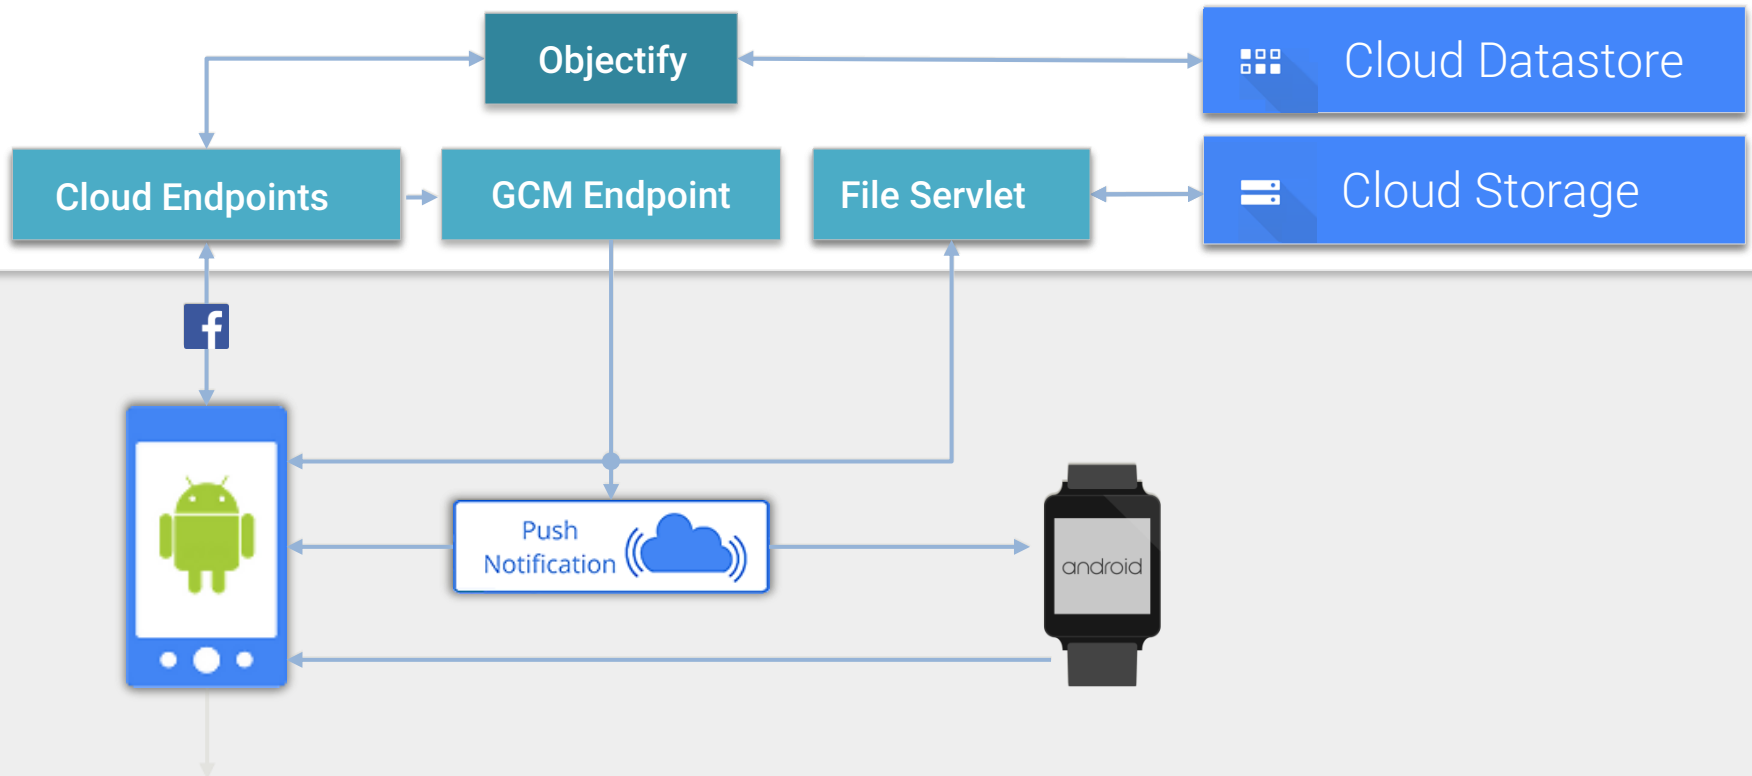 Objectify
Cloud Datastore
Cloud Endpoints
GCM Endpoint
File Servlet
Cloud Storage
f
Push
Notification
android